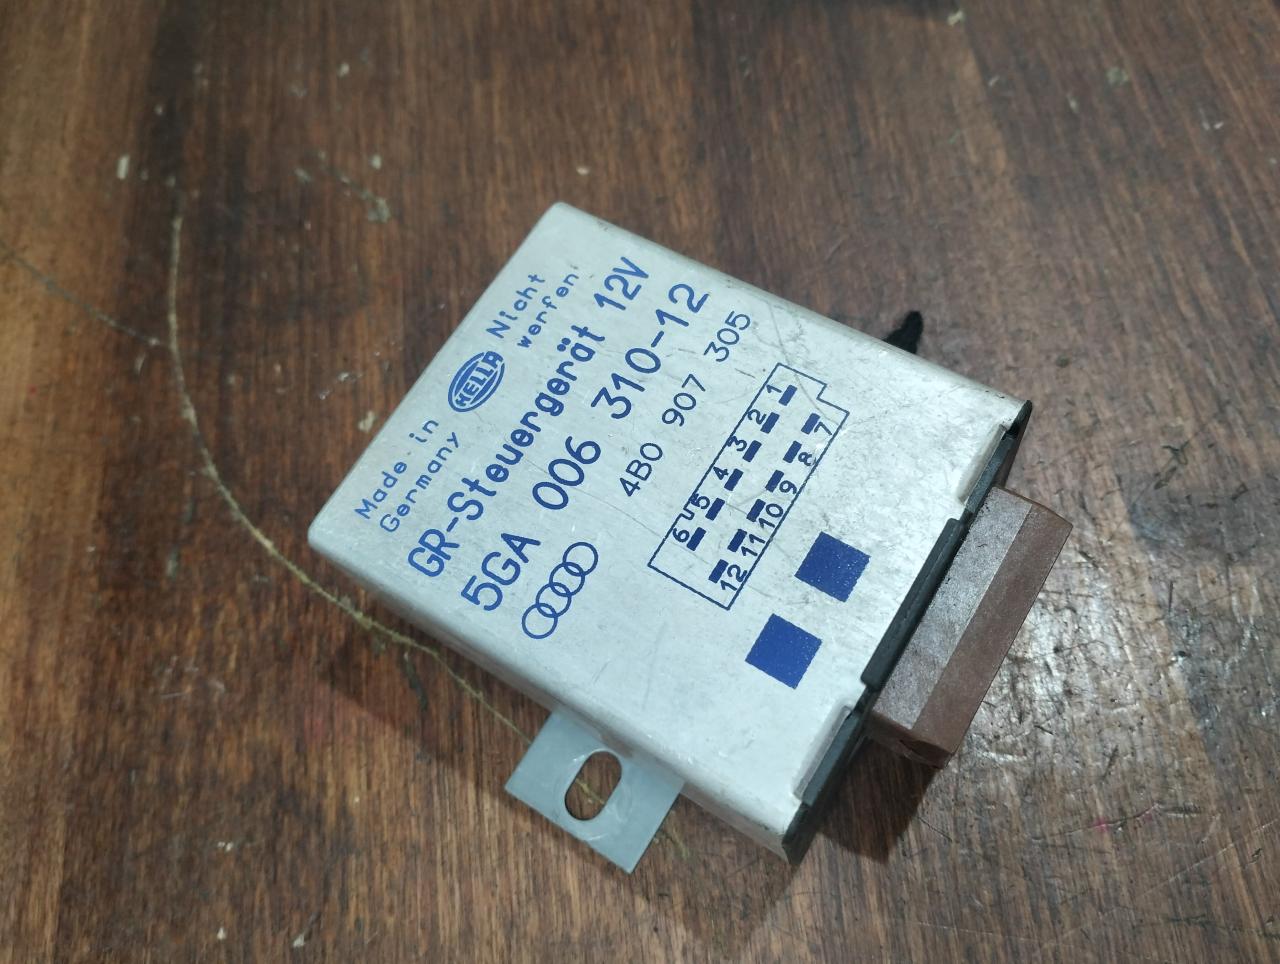 Made in Germany
HELLA
Nicht werfen
GR-Steuergerät 12V
5GA 006 310-12
4B0 907 305
1
2
3
4
5
6
U
7
8
9
10
11
12